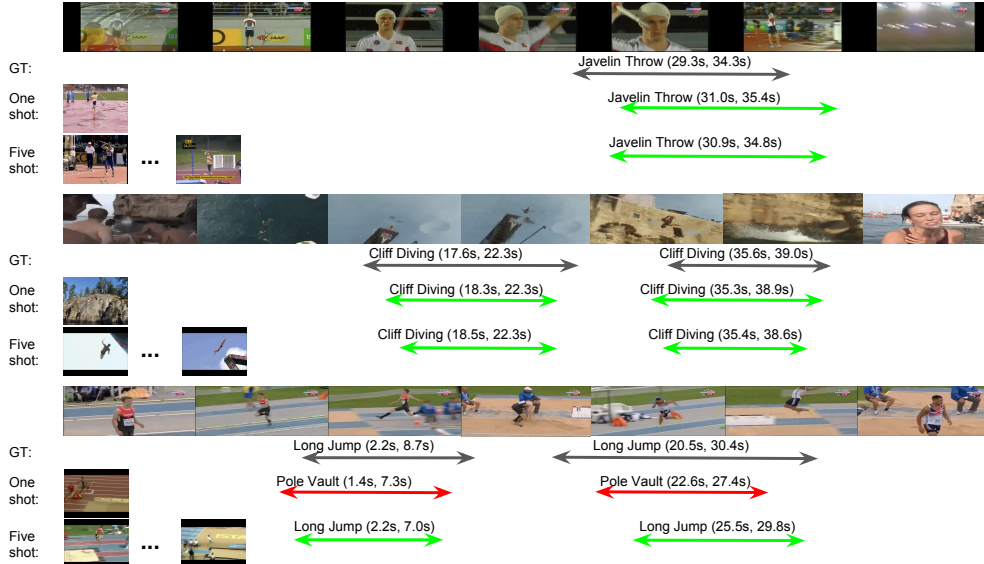 IAAF
GT:
Javelin Throw (29.3s, 34.3s)
One
shot:
Javelin Throw (31.0s, 35.4s)
Five
shot:
...
Javelin Throw (30.9s, 34.8s)
GT:
Cliff Diving (17.6s, 22.3s)
Cliff Diving (35.6s, 39.0s)
One
shot:
Cliff Diving (18.3s, 22.3s)
Cliff Diving (35.3s, 38.9s)
Five
shot:
...
Cliff Diving (18.5s, 22.3s)
Cliff Diving (35.4s, 38.6s)
GT:
Long Jump (2.2s, 8.7s)
Long Jump (20.5s, 30.4s)
One
shot:
Pole Vault (1.4s, 7.3s)
Pole Vault (22.6s, 27.4s)
Five
shot:
...
Long Jump (2.2s, 7.0s)
Long Jump (25.5s, 29.8s)